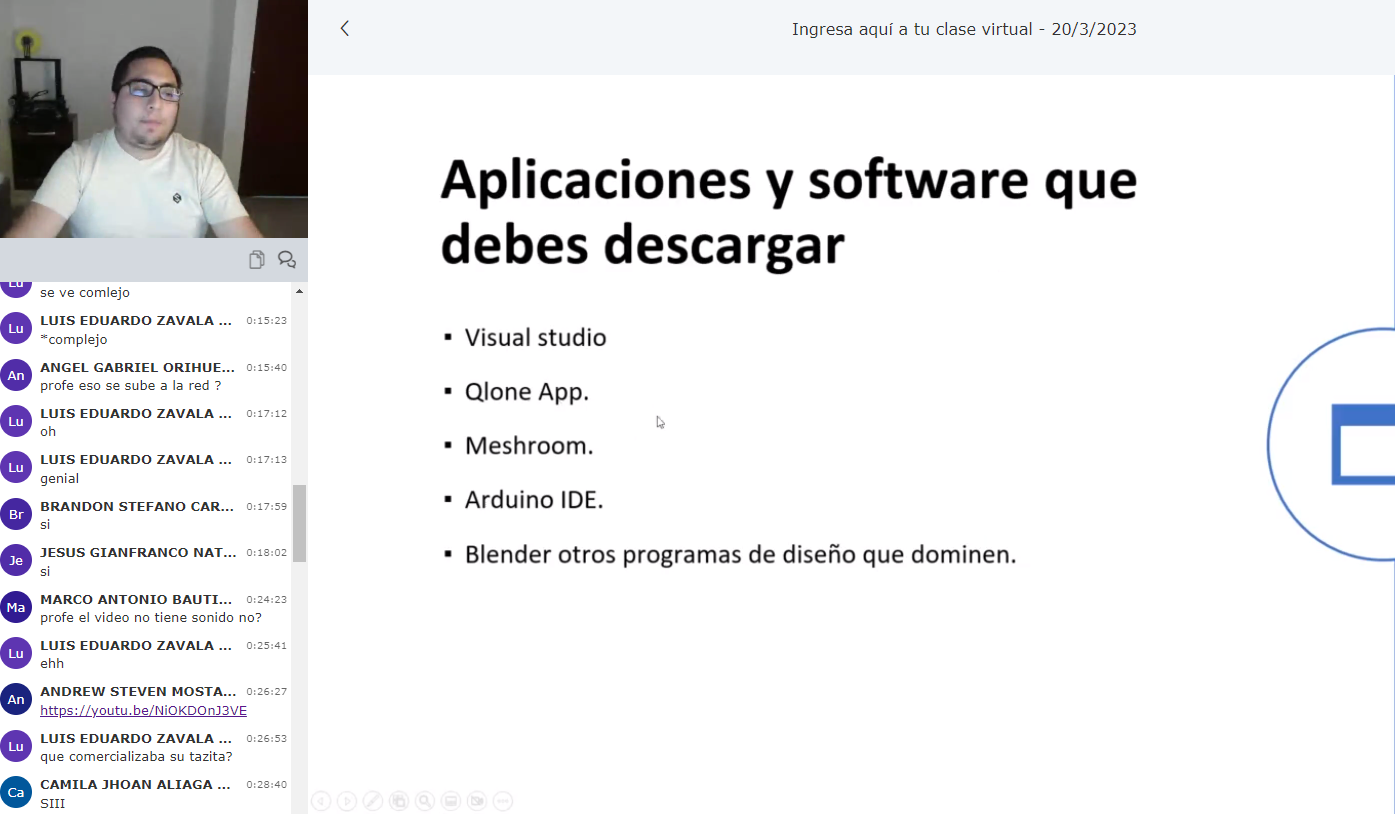 Ingresa aquí a tu clase virtual - 20/3/2023
Aplicaciones y software que
debes descargar
▪ Visual studio
▪ Qlone App.
▪ Meshroom.
▪ Arduino IDE.
▪ Blender otros programas de diseño que dominen.
Lu
se ve comlejo
Lu
LUIS EDUARDO ZAVALA ... 0:15:23
*complejo
An
ANGEL GABRIEL ORIHUE... 0:15:40
profe eso se sube a la red ?
Lu
LUIS EDUARDO ZAVALA ... 0:17:12
oh
Lu
LUIS EDUARDO ZAVALA ... 0:17:13
genial
Br
BRANDON STEFANO CAR... 0:17:59
si
Je
JESUS GIANFRANCO NAT... 0:18:02
si
Ma
MARCO ANTONIO BAUTI... 0:24:23
profe el video no tiene sonido no?
Lu
LUIS EDUARDO ZAVALA ... 0:25:41
ehh
An
ANDREW STEVEN MOSTA... 0:26:27
https://youtu.be/NiOKDOnJ3VE
Lu
LUIS EDUARDO ZAVALA ... 0:26:53
que comercializaba su tazita?
Ca
CAMILA JHOAN ALIAGA ... 0:28:40
SIII